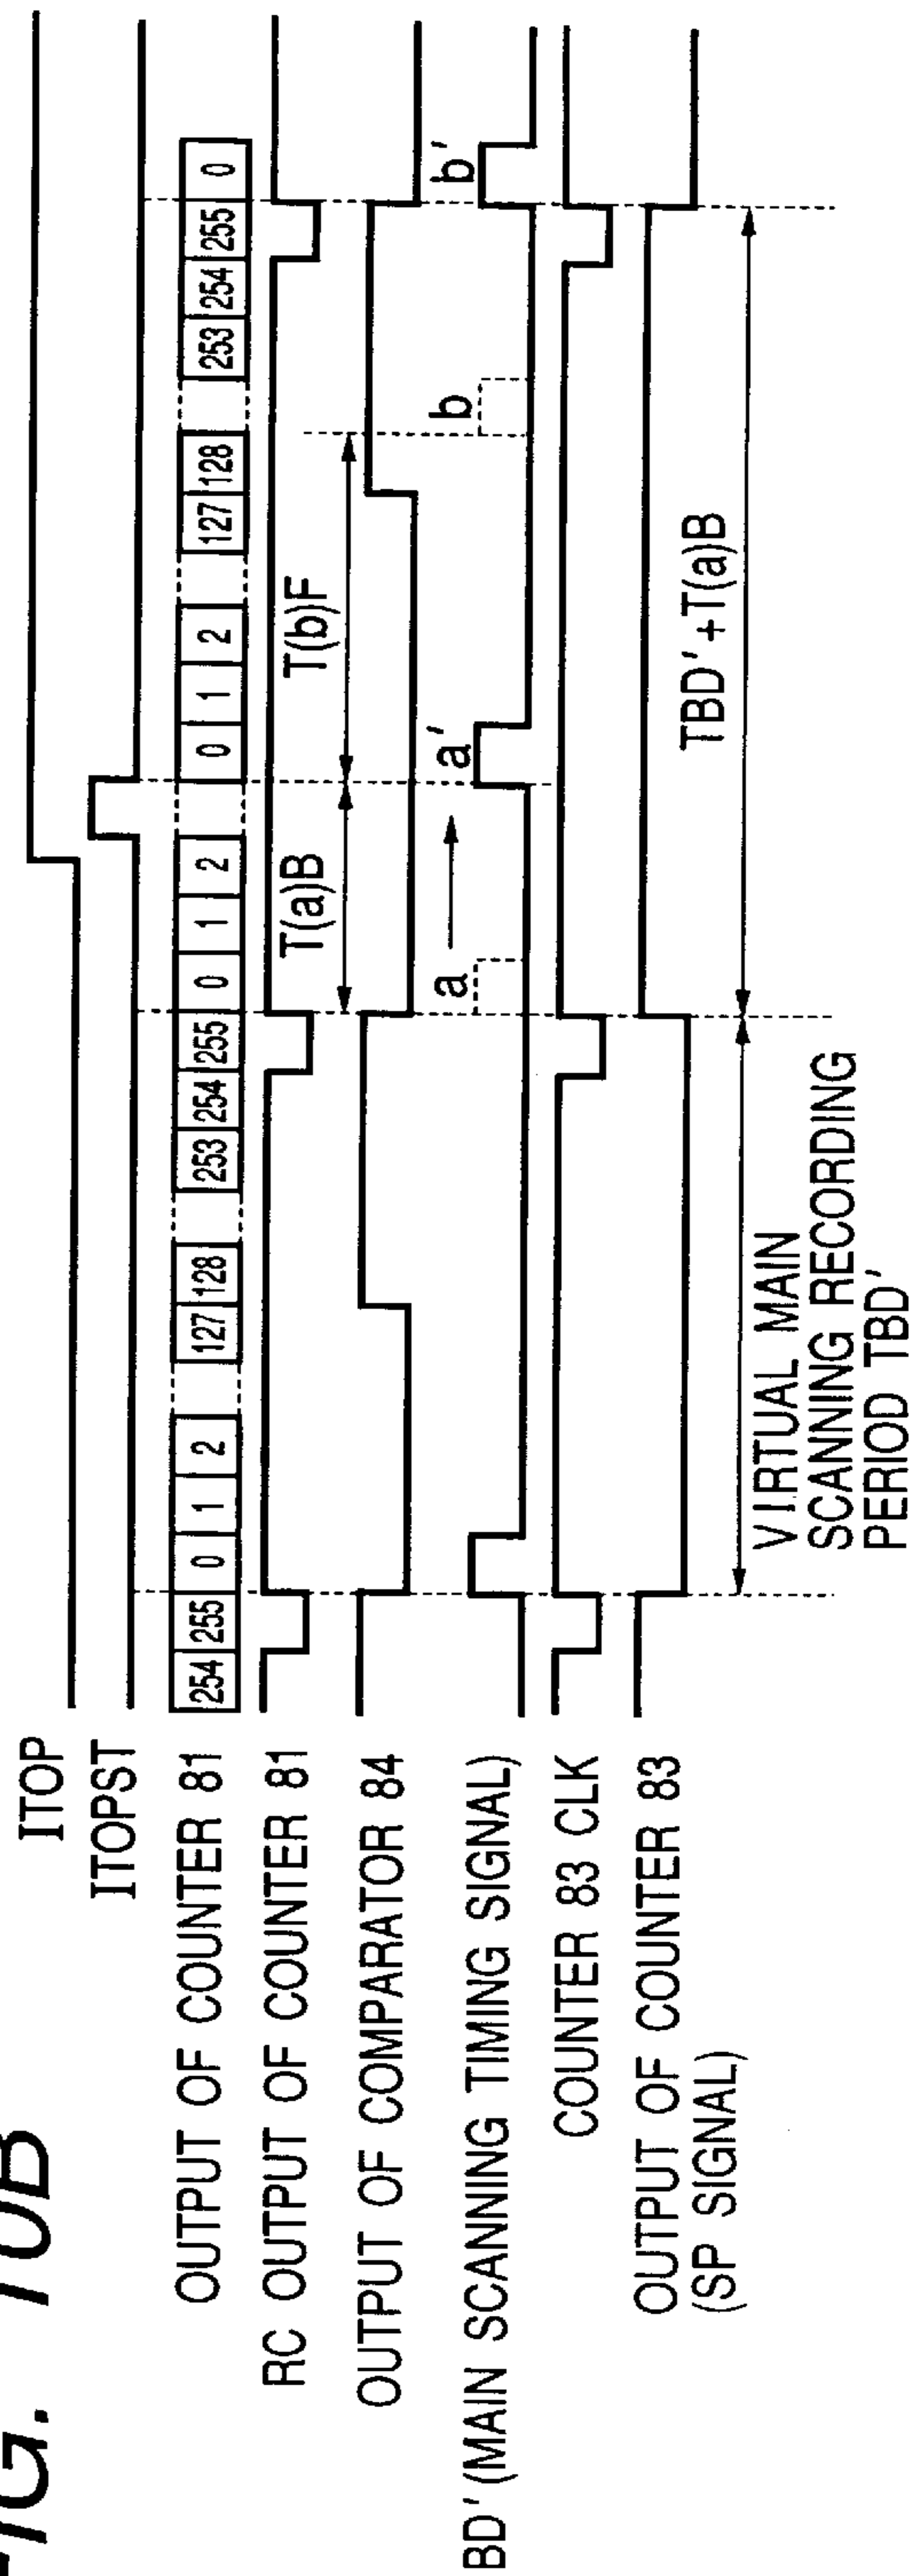 FIG. 10B
ITOP
ITOPST
OUTPUT OF COUNTER 81
254 255 0 1 2 127 128 253 254 255 0 1 2 0 1 2 127 128 253 254 255 0
RC OUTPUT OF COUNTER 81
T(a)B
T(b)F
OUTPUT OF COMPARATOR 84
BD'(MAIN SCANNING TIMING SIGNAL)
a a' b b'
COUNTER 83 CLK
OUTPUT OF COUNTER 83
(SP SIGNAL)
VIRTUAL MAIN
SCANNING RECORDING
PERIOD TBD'
TBD'+T(a)B